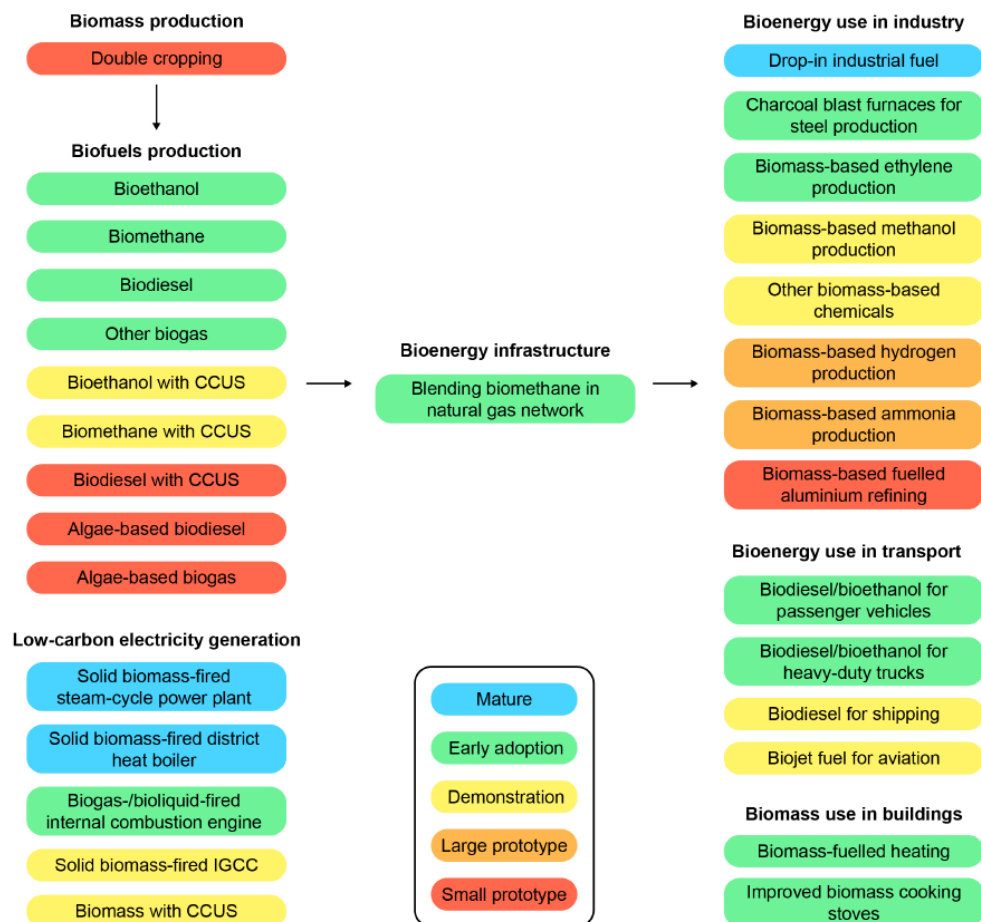 Biomass production
Double cropping
Biofuels production
Bioethanol
Biomethane
Biodiesel
Other biogas
Bioethanol with CCUS
Biomethane with CCUS
Biodiesel with CCUS
Algae-based biodiesel
Algae-based biogas
Low-carbon electricity generation
Solid biomass-fired
steam-cycle power plant
Solid biomass-fired district
heat boiler
Biogas-/bioliquid-fired
internal combustion engine
Solid biomass-fired IGCC
Biomass with CCUS
Bioenergy infrastructure
Blending biomethane in
natural gas network
Mature
Early adoption
Demonstration
Large prototype
Small prototype
Bioenergy use in industry
Drop-in industrial fuel
Charcoal blast furnaces for
steel production
Biomass-based ethylene
production
Biomass-based methanol
production
Other biomass-based
chemicals
Biomass-based hydrogen
production
Biomass-based ammonia
production
Biomass-based fuelled
aluminium refining
Bioenergy use in transport
Biodiesel/bioethanol for
passenger vehicles
Biodiesel/bioethanol for
heavy-duty trucks
Biodiesel for shipping
Biojet fuel for aviation
Biomass use in buildings
Biomass-fuelled heating
Improved biomass cooking
stoves